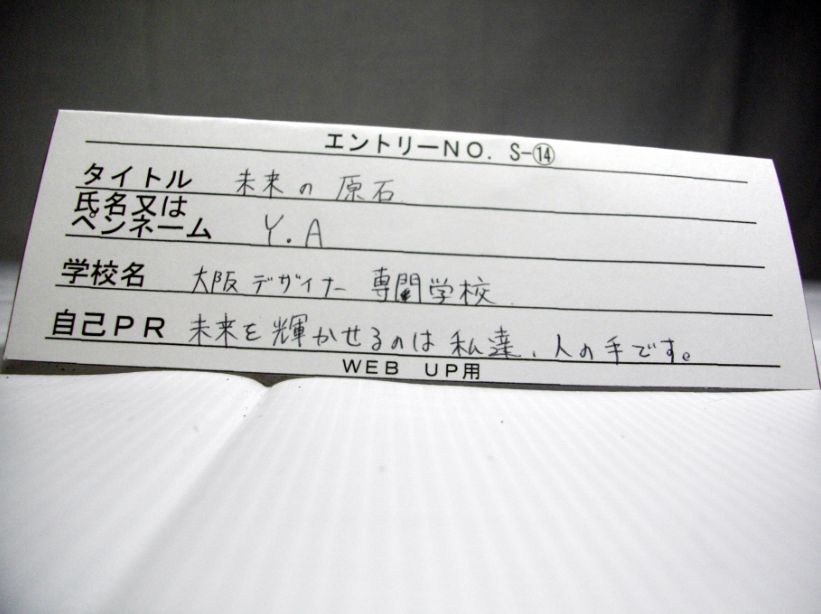 エントリーNO. S-⑭
タイトル 未来の原石
氏名又は
ペンネーム Y.A
学校名 大阪デザイナー専門学校
自己PR 未来を輝かせるのは私達、人の手です。
WEB UP用